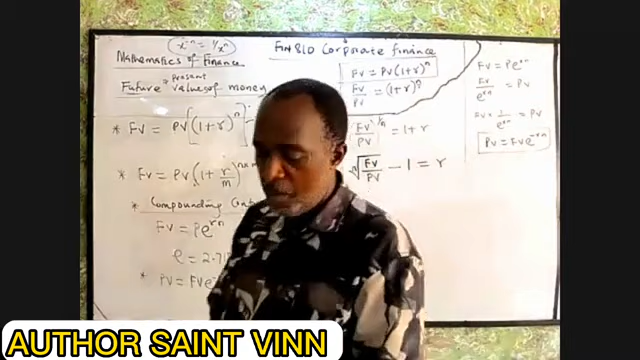 x⁻ⁿ = 1/xⁿ
FIN 810 Corporate finance
Mathematics of Finance
Future & Present values of money
* FV = PV[(1+r)ⁿ]
* FV = PV(1 + r/m)
* Compounding
FV = Pe^rn
e = 2.71
* PV = FVe
FV = PV(1+r)ⁿ
FV/PV = (1+r)ⁿ
FV/PV ^1/n = 1+r
ⁿ√FV/PV − 1 = r
FV = Pe^rn
FV/e^rn = PV
FV × 1/e^rn = PV
PV = FVe^-rn
AUTHOR SAINT VINN